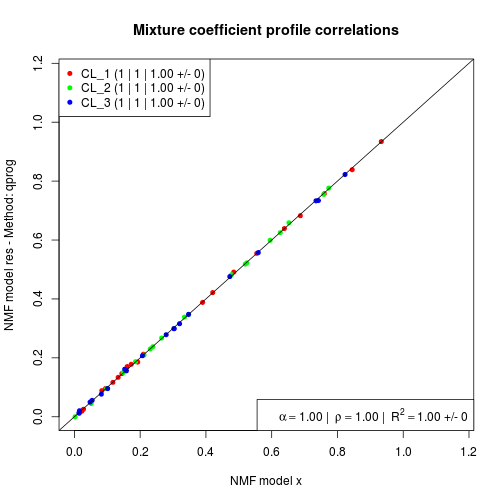 Mixture coefficient profile correlations
CL_1 (1 | 1 | 1.00 +/- 0)
CL_2 (1 | 1 | 1.00 +/- 0)
CL_3 (1 | 1 | 1.00 +/- 0)
NMF model res - Method: qprog
1.2
1.0
0.8
0.6
0.4
0.2
0.0
α = 1.00 | ρ = 1.00 | R² = 1.00 +/- 0
0.0 0.2 0.4 0.6 0.8 1.0 1.2
NMF model x